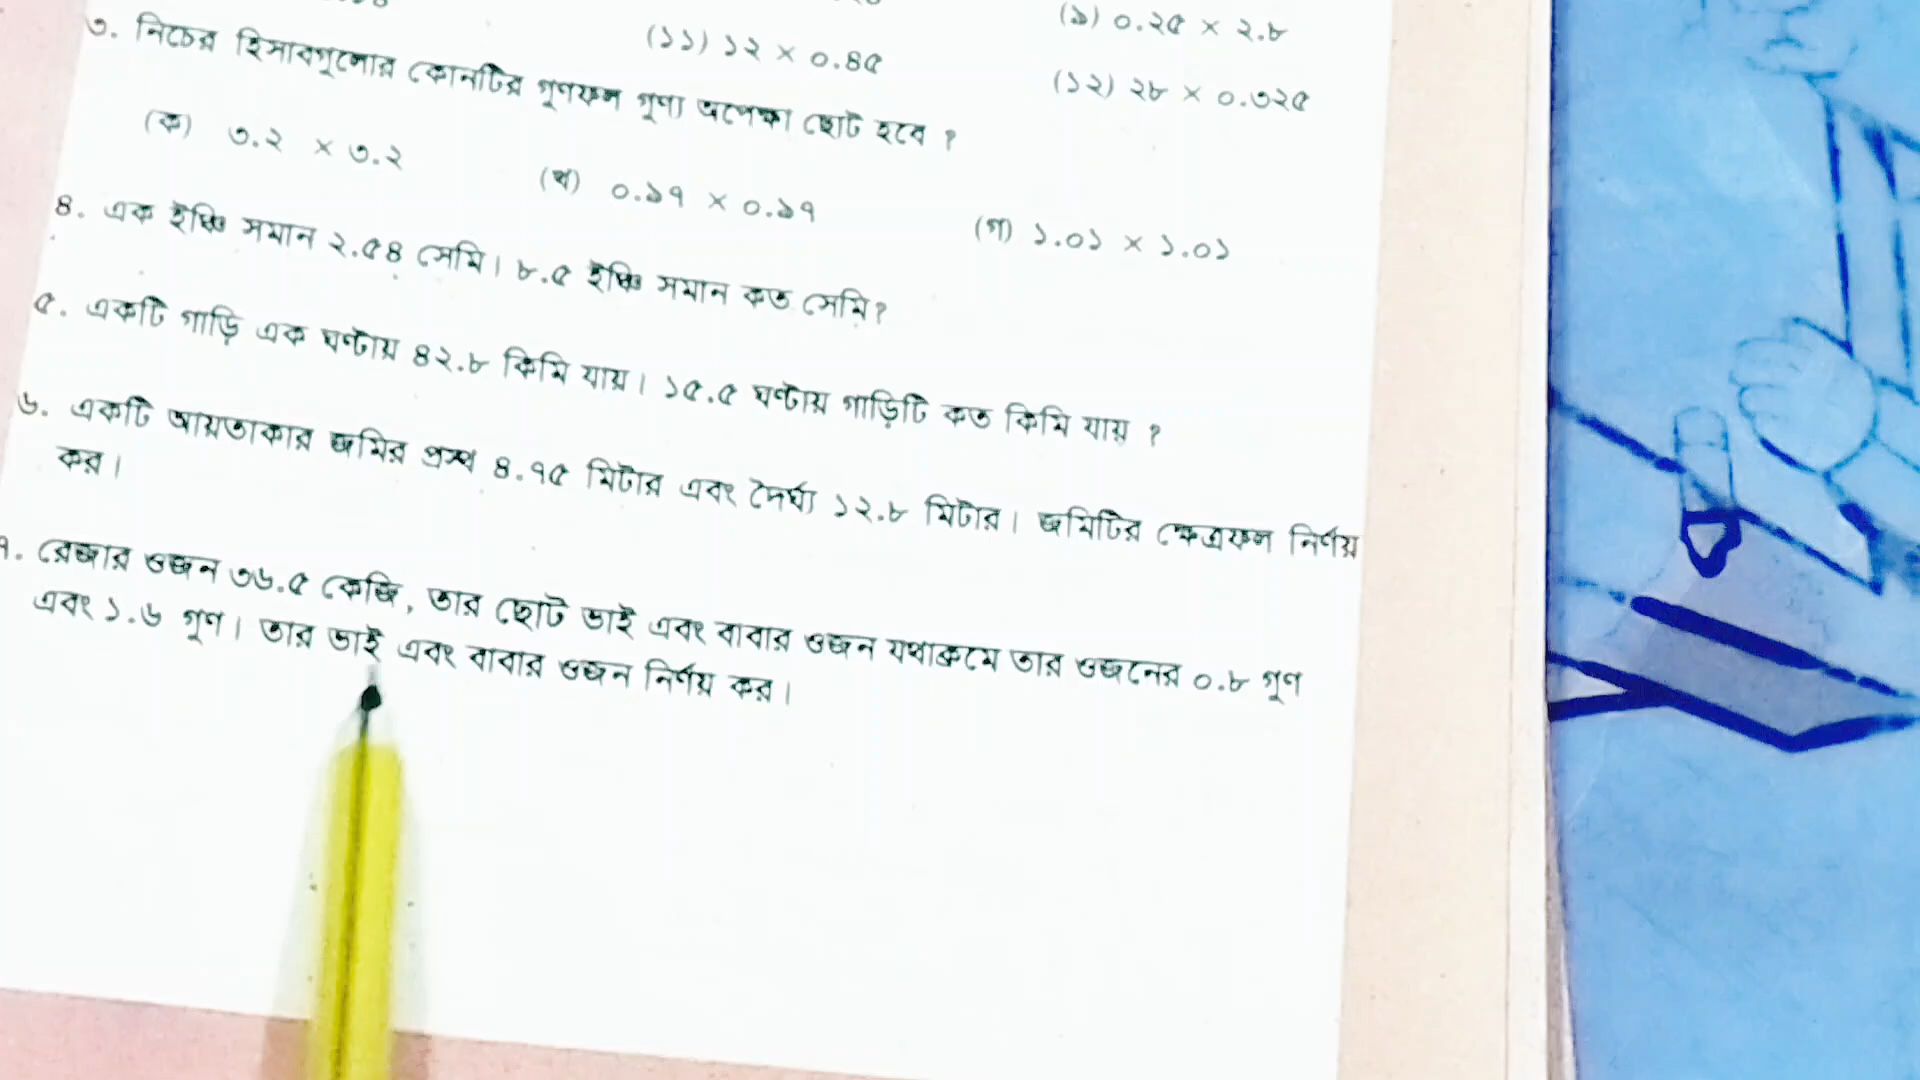 (৯) ০.২৫ × ২.৮
(১১) ১২ × ০.৪৫
(১২) ২৮ × ০.৩২৫
৩. নিচের হিসাবগুলোর কোনটির গুণফল গুণ্য অপেক্ষা ছোট হবে ?
(ক) ৩.২ × ৩.২
(খ) ০.৯৭ × ০.৯৭
(গ) ১.০১ × ১.০১
৪. এক ইঞ্চি সমান ২.৫৪ সেমি। ৮.৫ ইঞ্চি সমান কত সেমি?
৫. একটি গাড়ি এক ঘণ্টায় ৪২.৮ কিমি যায়। ১৫.৫ ঘণ্টায় গাড়িটি কত কিমি যায় ?
৬. একটি আয়তাকার জমির প্রস্থ ৪.৭৫ মিটার এবং দৈর্ঘ্য ১২.৮ মিটার। জমিটির ক্ষেত্রফল নির্ণয়
কর।
৭. রেজার ওজন ৩৬.৫ কেজি, তার ছোট ভাই এবং বাবার ওজন যথাক্রমে তার ওজনের ০.৮ গুণ
এবং ১.৬ গুণ। তার ভাই এবং বাবার ওজন নির্ণয় কর।